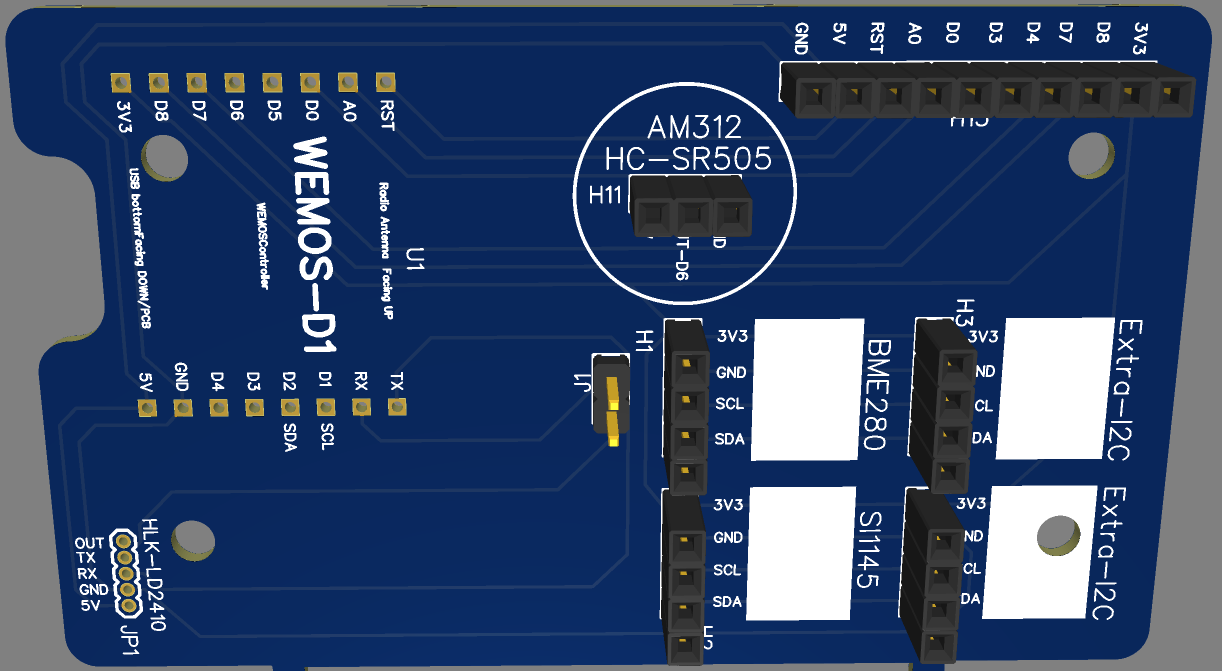 GND
5V
RST
A0
D0
D3
D4
D7
D8
3V3
H13
3V3
D8
D7
D6
D5
D0
A0
RST
USB bottomFacing DOWN/PCB
WEMOSController
WEMOS-D1
Radio Antenna Facing UP
U1
AM312
HC-SR505
H11
T-D6
5V
GND
D4
D3
D2
D1
RX
TX
SDA
SCL
J1
H1
3V3
GND
SCL
SDA
BME280
H3
3V3
ND
CL
DA
Extra-I2C
3V3
GND
SCL
SDA
SI1145
3V3
ND
CL
DA
Extra-I2C
OUT
TX
RX
GND
5V
HLK-LD2410
JP1